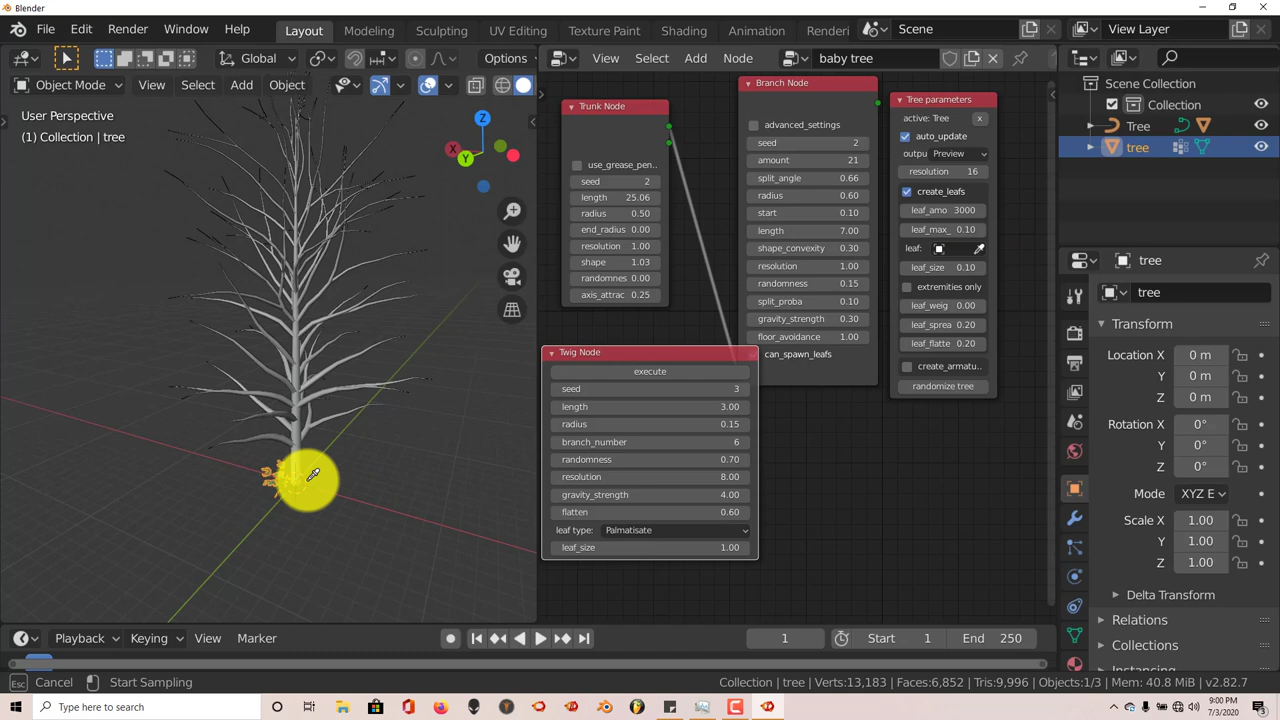 Blender
File Edit Render Window Help Layout Modeling Sculpting UV Editing Texture Paint Shading Animation Renderi Scene View Layer
Global Options View Select Add Node baby tree
Object Mode View Select Add Object
User Perspective
(1) Collection | tree
Z
X
Y
Trunk Node
use_grease_pen..
seed 2
length 25.06
radius 0.50
end_radius 0.00
resolution 1.00
shape 1.03
randomnes 0.00
axis_attrac 0.25
Branch Node
advanced_settings
seed 2
amount 21
split_angle 0.66
radius 0.60
start 0.10
length 7.00
shape_convexity 0.30
resolution 1.00
randomness 0.15
split_proba 0.10
gravity_strength 0.30
floor_avoidance 1.00
can_spawn_leafs
Tree parameters
active: Tree x
auto_update
outpu Preview
resolution 16
create_leafs
leaf_amo 3000
leaf_max_ 0.10
leaf:
leaf_size 0.10
extremities only
leaf_weig 0.00
leaf_sprea 0.20
leaf_flatte 0.20
create_armatu..
randomize tree
Twig Node
execute
seed 3
length 3.00
radius 0.15
branch_number 6
randomness 0.70
resolution 8.00
gravity_strength 4.00
flatten 0.60
leaf type: Palmatisate
leaf_size 1.00
Scene Collection
Collection
Tree
tree
tree
tree
Transform
Location X 0 m
Y 0 m
Z 0 m
Rotation X 0°
Y 0°
Z 0°
Mode XYZ E
Scale X 1.00
Y 1.00
Z 1.00
Delta Transform
Relations
Collections
Instancing
Playback Keying View Marker 1 Start 1 End 250
Esc Cancel Start Sampling Collection | tree | Verts:13,183 | Faces:6,852 | Tris:9,996 | Objects:1/3 | Mem: 40.8 MiB | v2.82.7
Type here to search
9:00 PM
7/3/2020